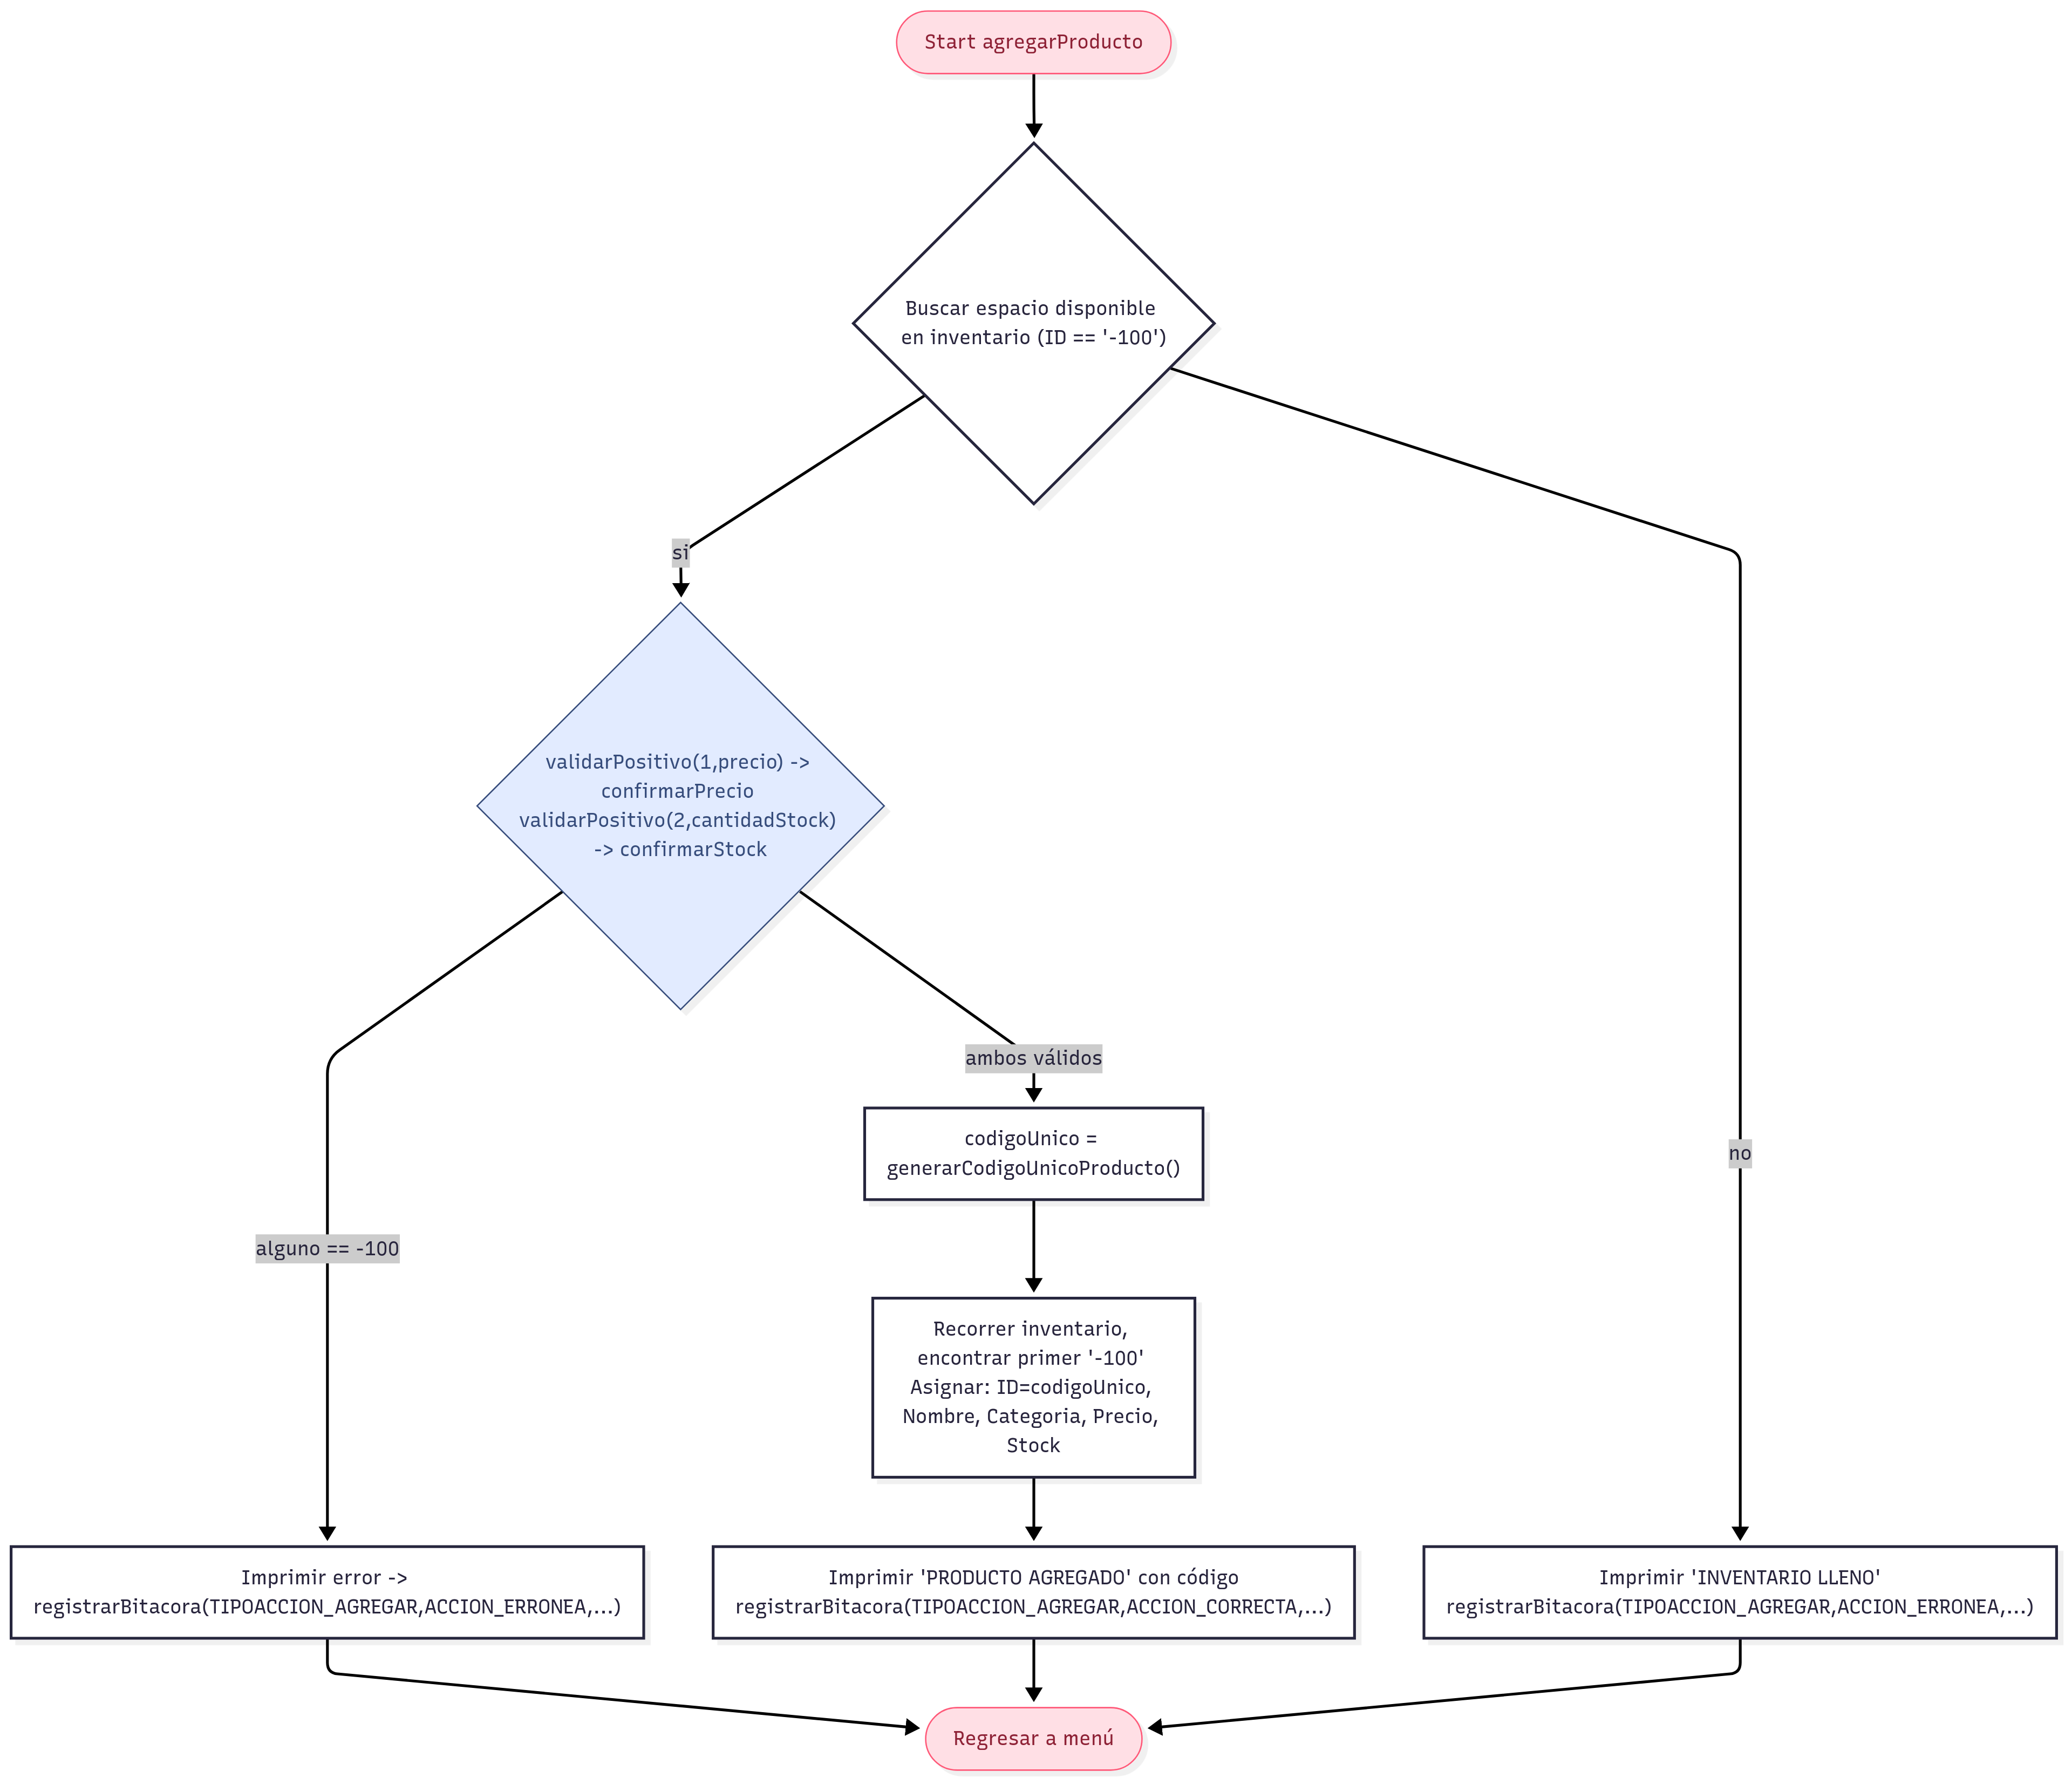 Start agregarProducto
Buscar espacio disponible
en inventario (ID == '-100')
si
validarPositivo(1,precio) ->
confirmarPrecio
validarPositivo(2,cantidadStock)
-> confirmarStock
ambos válidos
codigoUnico =
generarCodigoUnicoProducto()
no
alguno == -100
Recorrer inventario,
encontrar primer '-100'
Asignar: ID=codigoUnico,
Nombre, Categoria, Precio,
Stock
Imprimir error ->
registrarBitacora(TIPOACCION_AGREGAR,ACCION_ERRONEA,...)
Imprimir 'PRODUCTO AGREGADO' con código
registrarBitacora(TIPOACCION_AGREGAR,ACCION_CORRECTA,...)
Imprimir 'INVENTARIO LLENO'
registrarBitacora(TIPOACCION_AGREGAR,ACCION_ERRONEA,...)
Regresar a menú